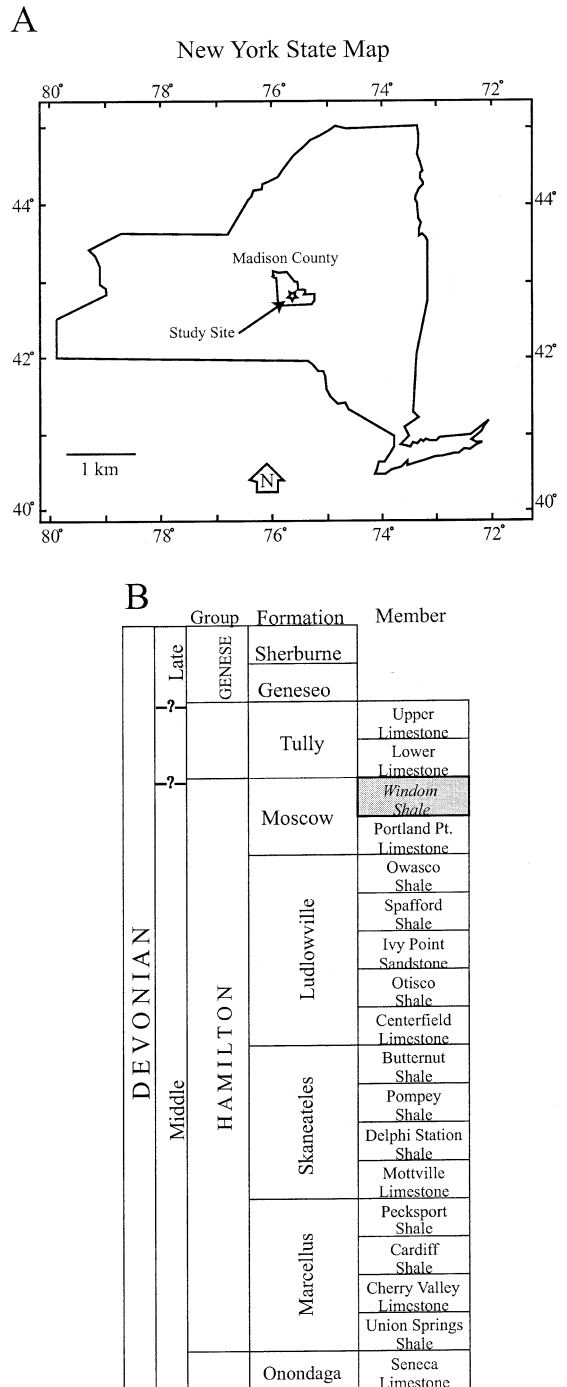 A
New York State Map
80° 78° 76° 74° 72°
44° 44°
Madison County
Study Site
42° 42°
1 km
N
40° 40°
80° 78° 76° 74° 72°
B
Group Formation Member
DEVONIAN
Late
-?-
-?-
Middle
GENESE
HAMILTON
Sherburne
Geneseo
Tully
Upper
Limestone
Lower
Limestone
Moscow
Windom
Shale
Portland Pt.
Limestone
Ludlowville
Owasco
Shale
Spafford
Shale
Ivy Point
Sandstone
Otisco
Shale
Centerfield
Limestone
Skaneateles
Butternut
Shale
Pompey
Shale
Delphi Station
Shale
Mottville
Limestone
Marcellus
Pecksport
Shale
Cardiff
Shale
Cherry Valley
Limestone
Union Springs
Shale
Onondaga
Seneca
Limestone